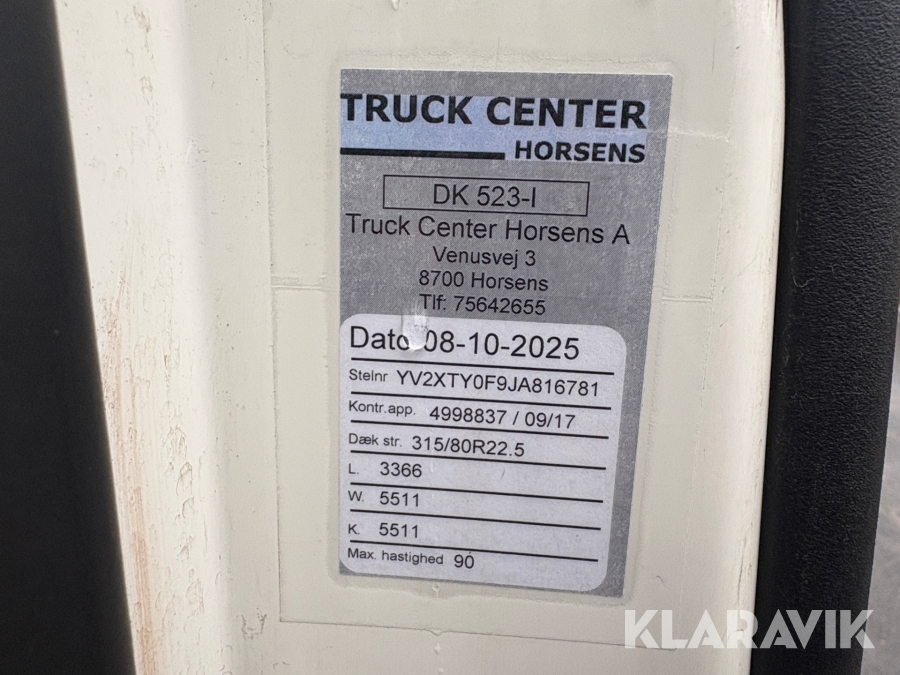 TRUCK CENTER
HORSENS
DK 523-I
Truck Center Horsens A
Venusvej 3
8700 Horsens
Tlf: 75642655
Dato 08-10-2025
Stelnr YV2XTY0F9JA816781
Kontr.app. 4998837 / 09/17
Dæk str. 315/80R22.5
L. 3366
W. 5511
K. 5511
Max. hastighed 90
KLARAVIK